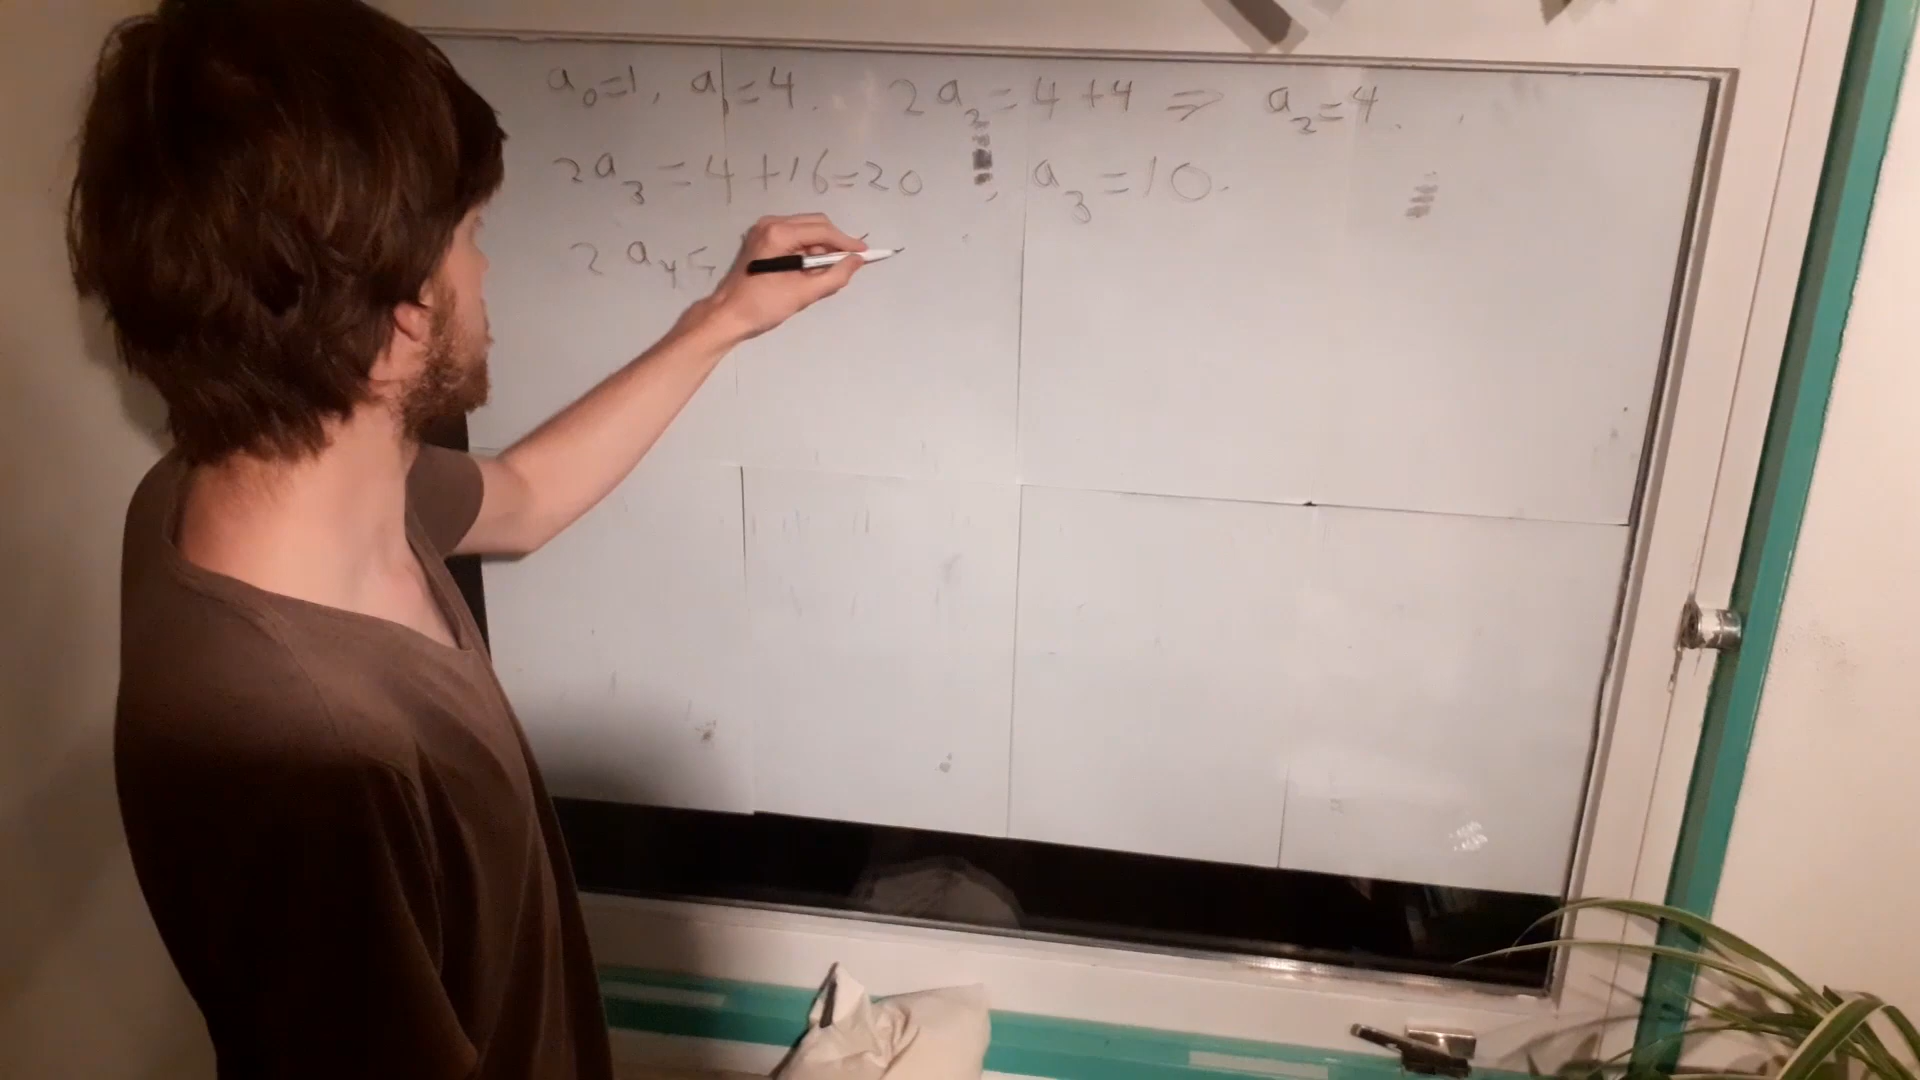 a₀=1, a₁=4. 2a₂=4+4 ⇒ a₂=4.
2a₃=4+16=20, a₃=10.
2a₄=